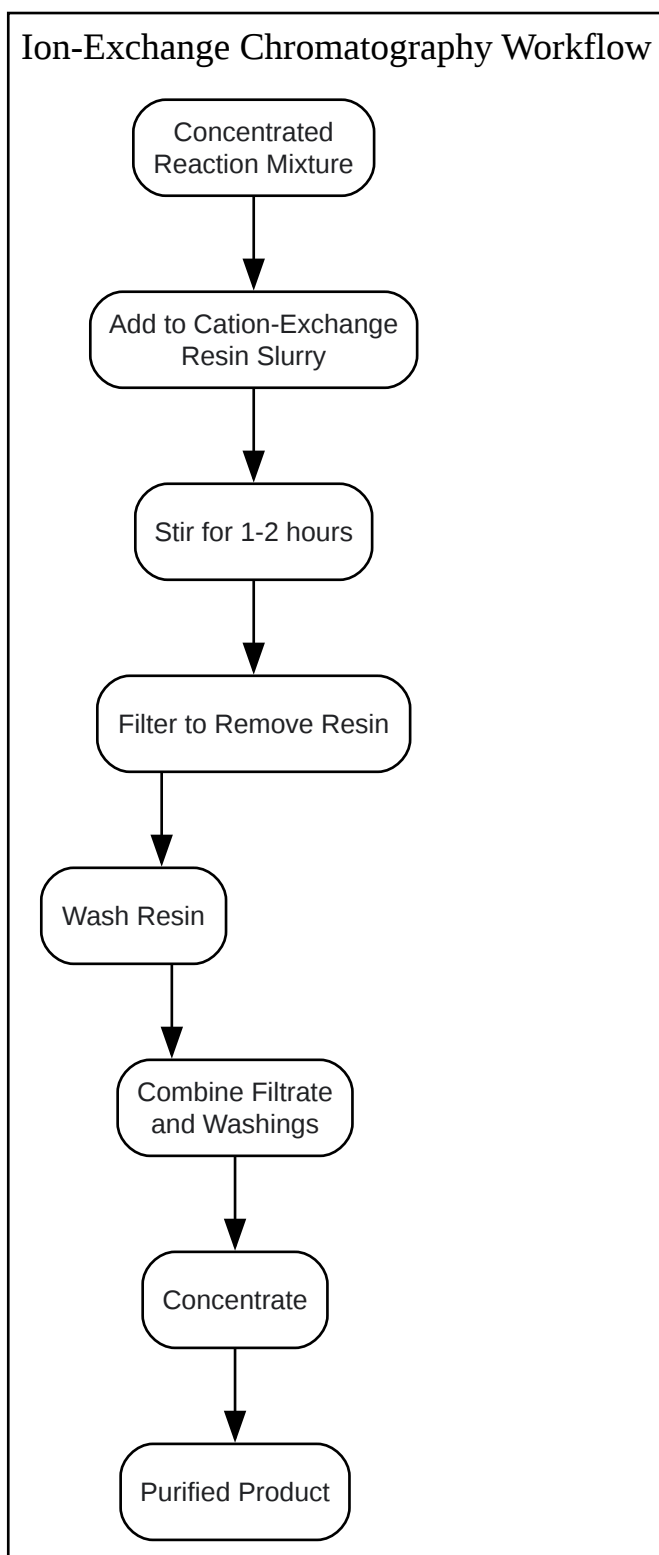 Ion-Exchange Chromatography Workflow
Concentrated
Reaction Mixture
Add to Cation-Exchange
Resin Slurry
Stir for 1-2 hours
Filter to Remove Resin
Wash Resin
Combine Filtrate
and Washings
Concentrate
Purified Product